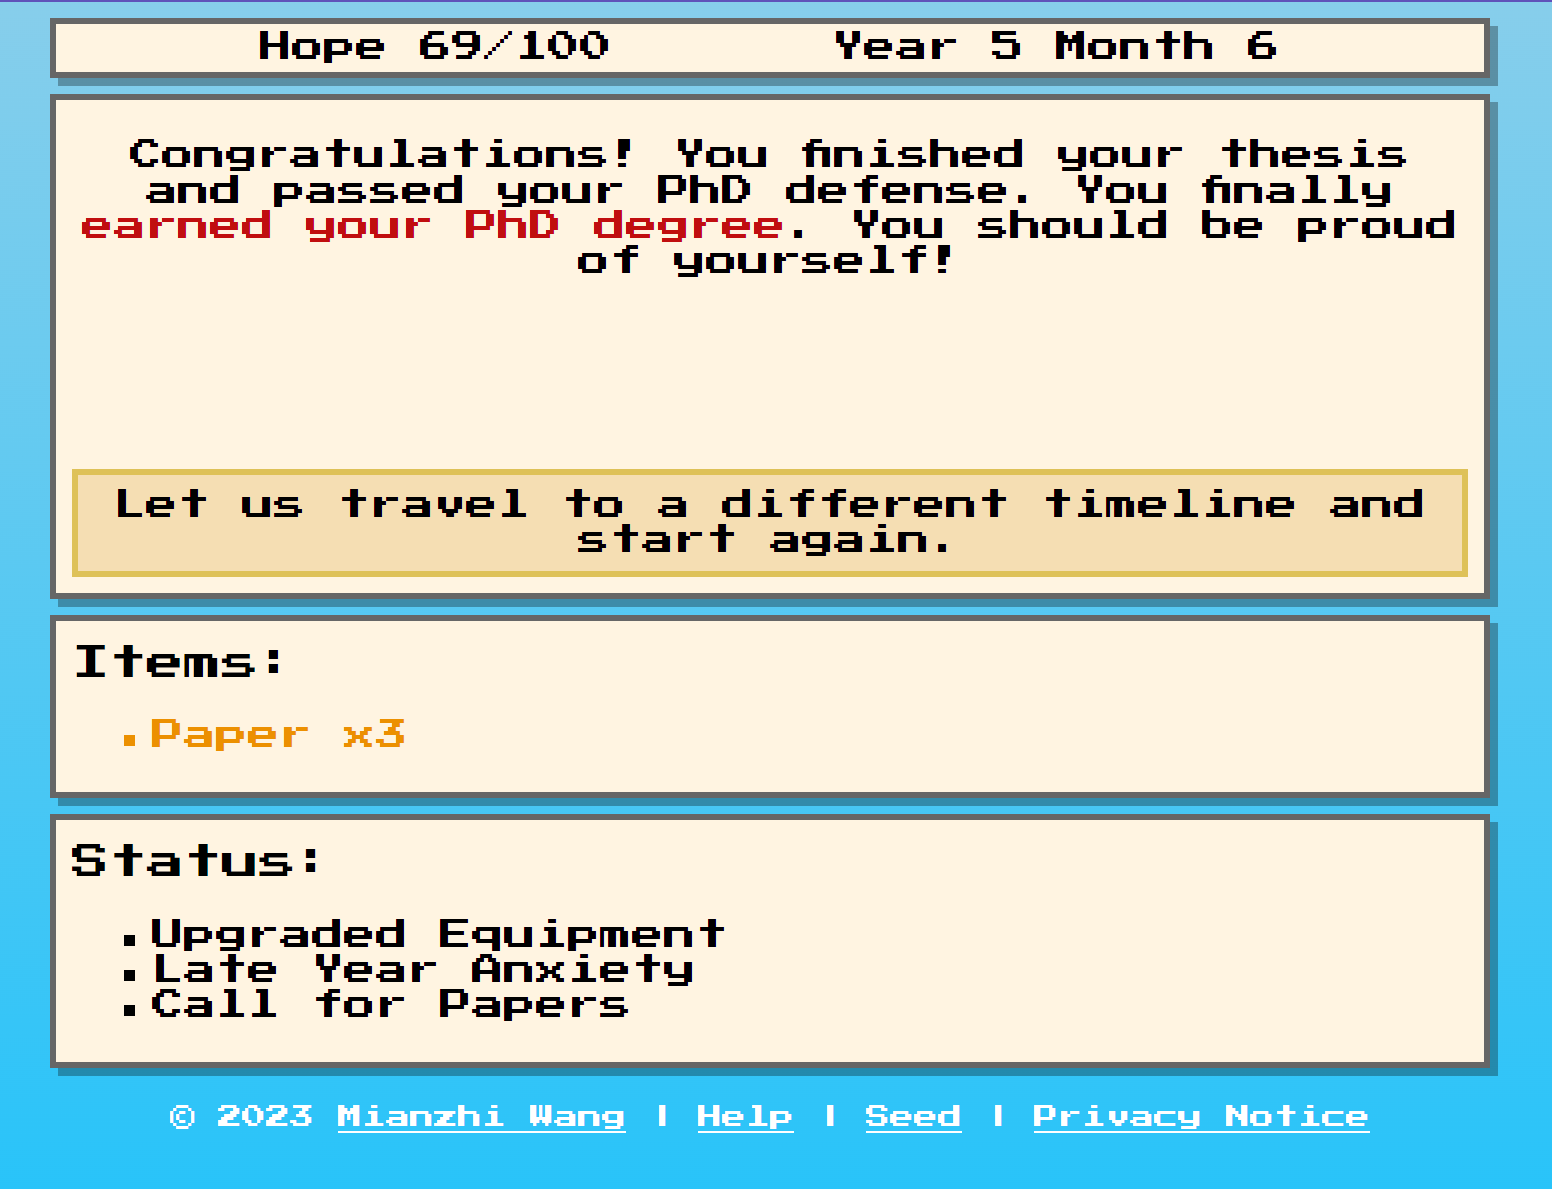 Hope 69/100 Year 5 Month 6
Congratulations! You finished your thesis
and passed your PhD defense. You finally
earned your PhD degree. You should be proud
of yourself!
Let us travel to a different timeline and
start again.
Items:
Paper x3
Status:
Upgraded Equipment
Late Year Anxiety
Call for Papers
© 2023 Mianzhi Wang | Help | Seed | Privacy Notice